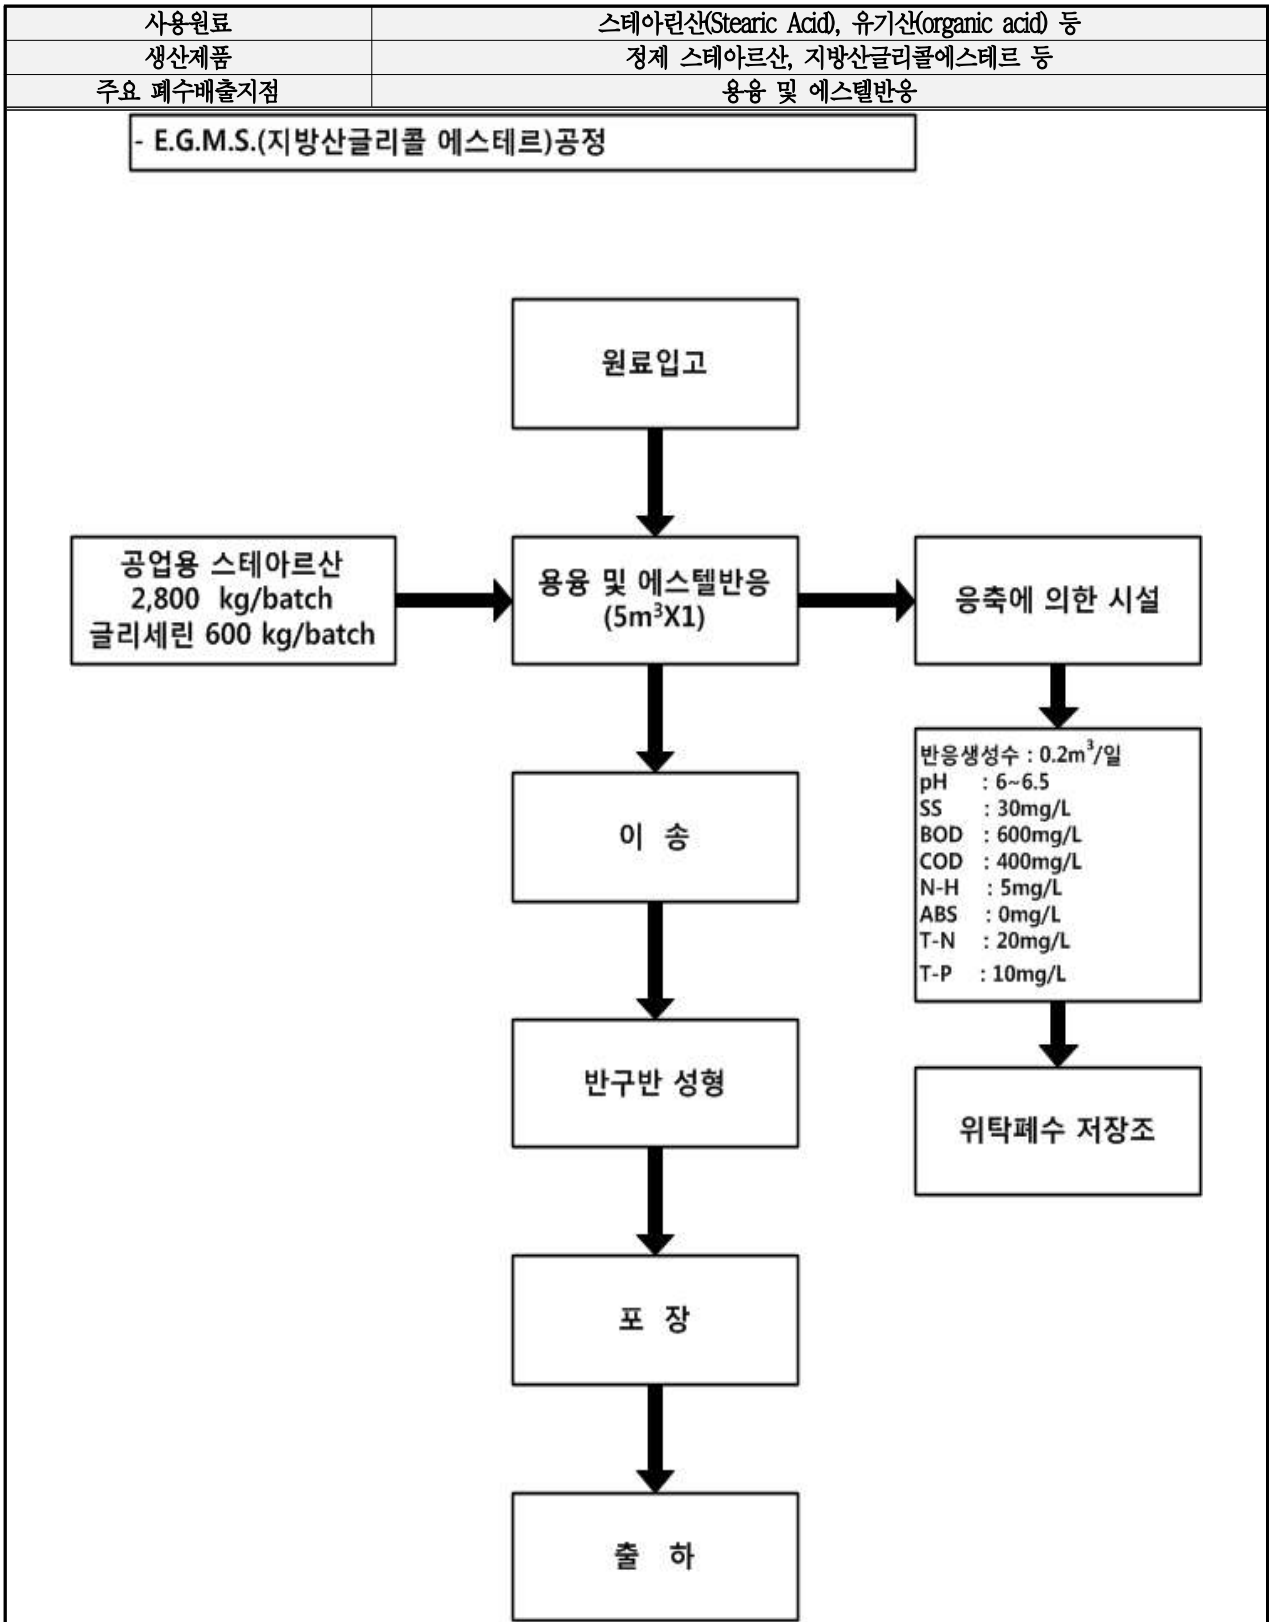 사용원료 스테아린산(Stearic Acid), 유기산(organic acid) 등
생산제품 정제 스테아르산, 지방산글리콜에스테르 등
주요 폐수배출지점 용융 및 에스텔반응
- E.G.M.S.(지방산글리콜 에스테르)공정
원료입고
공업용 스테아르산
2,800 kg/batch
글리세린 600 kg/batch
용융 및 에스텔반응
(5m³X1)
응축에 의한 시설
반응생성수 : 0.2m³/일
pH : 6~6.5
SS : 30mg/L
BOD : 600mg/L
COD : 400mg/L
N-H : 5mg/L
ABS : 0mg/L
T-N : 20mg/L
T-P : 10mg/L
이 송
반구반 성형
위탁폐수 저장조
포 장
출 하